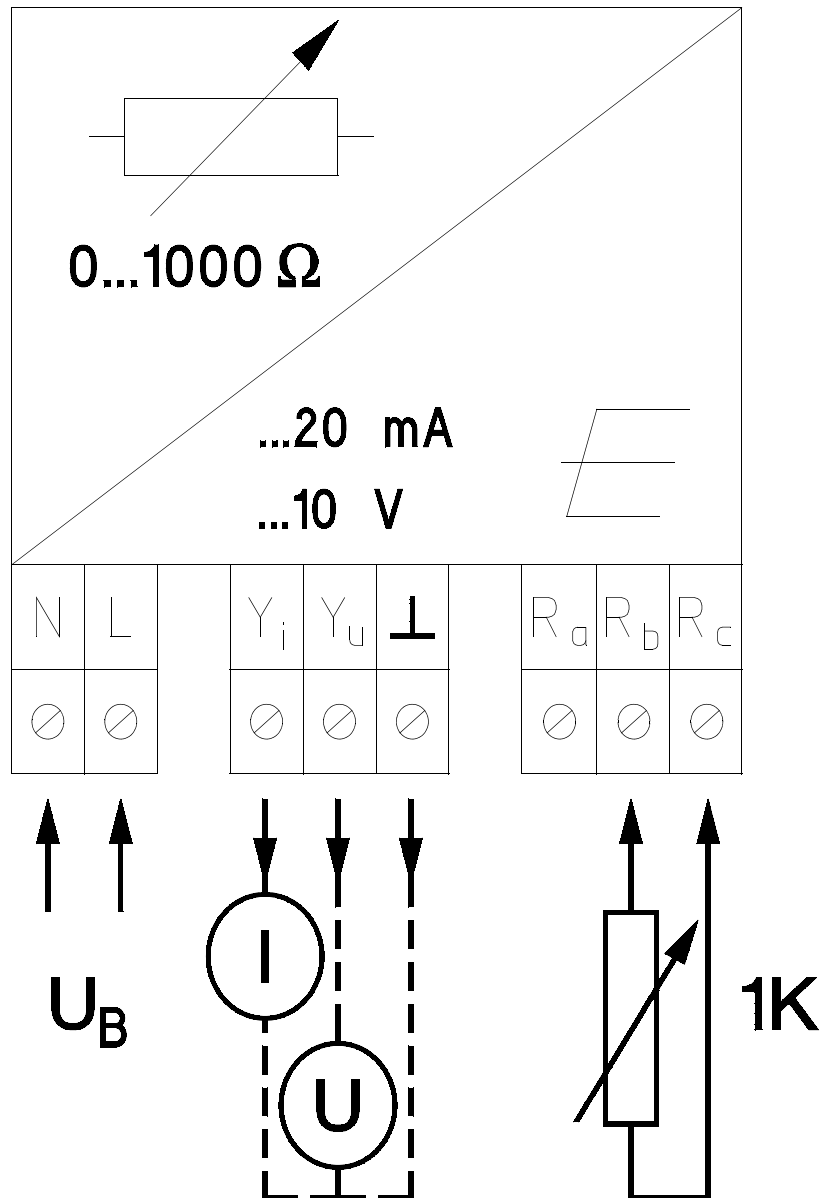 0...1000 Ω
...20 mA
...10 V
N L Yi Yu ⊥ Ra Rb Rc
I
UB
1K
U